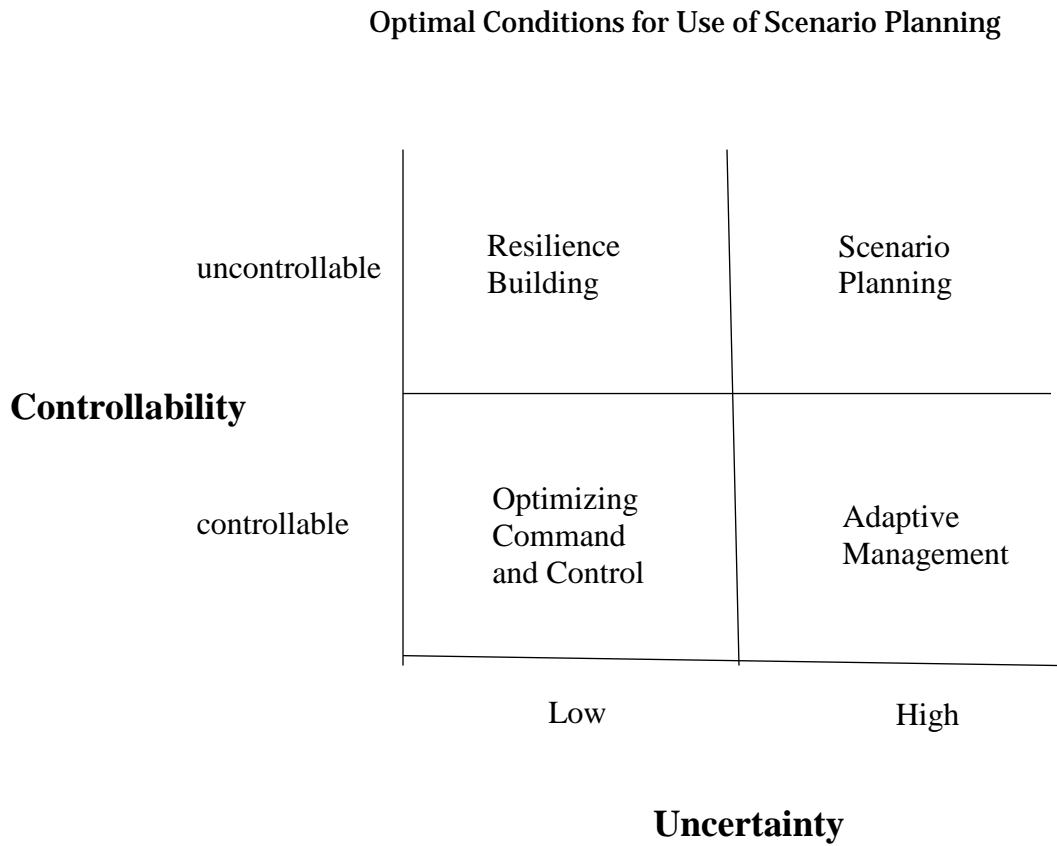 Optimal Conditions for Use of Scenario Planning
uncontrollable
Resilience
Building
Scenario
Planning
Controllability
controllable
Optimizing
Command
and Control
Adaptive
Management
Low
High
Uncertainty